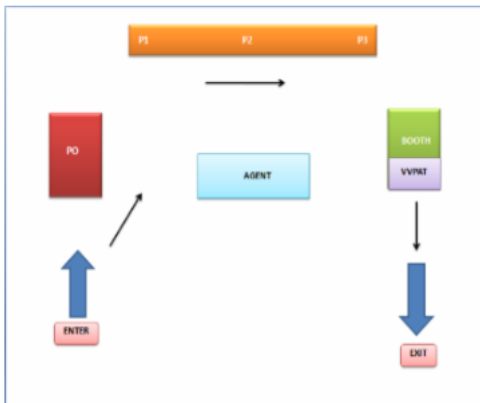 P1 P2 P3
PO
BOOTH
VVPAT
AGENT
ENTER
EXIT